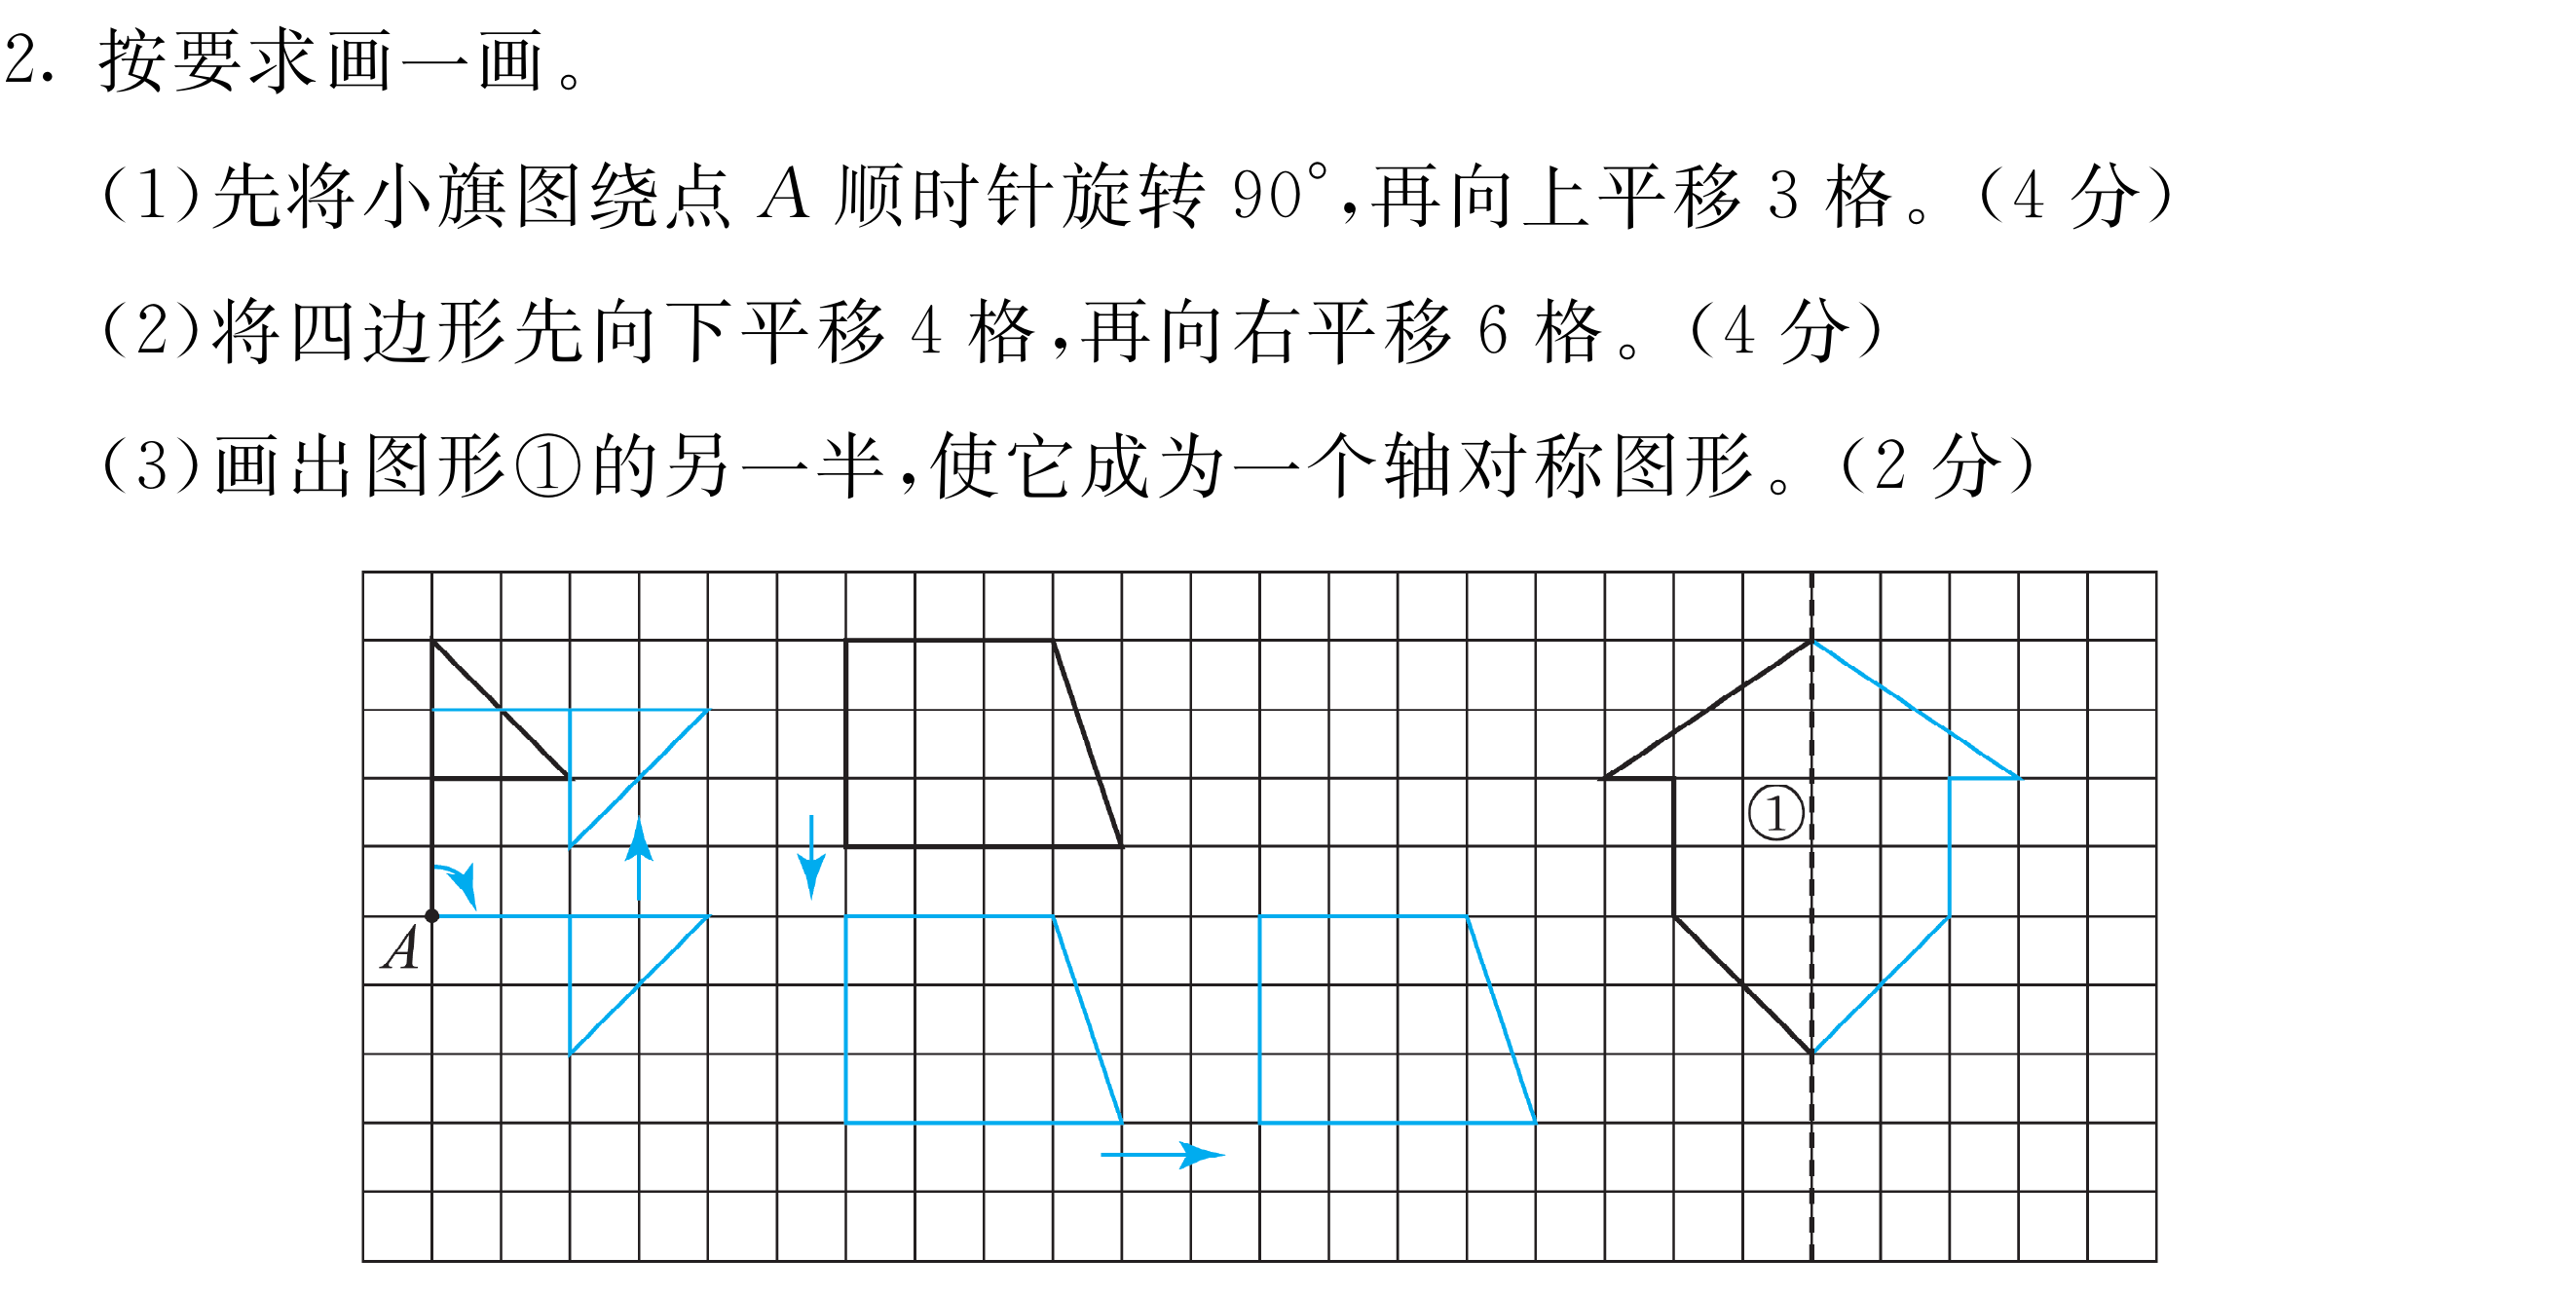 2. 按要求画一画。
(1)先将小旗图绕点 A 顺时针旋转 90°,再向上平移 3 格。(4 分)
(2)将四边形先向下平移 4 格,再向右平移 6 格。(4 分)
(3)画出图形①的另一半,使它成为一个轴对称图形。(2 分)
①
A